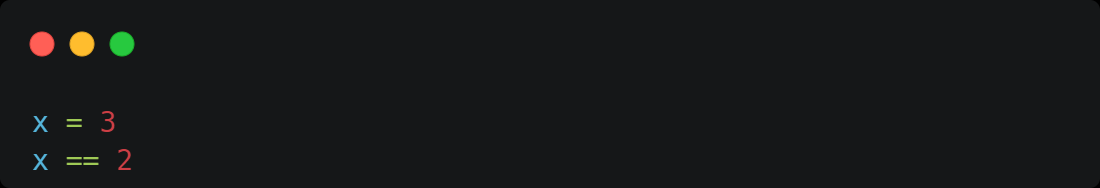 x = 3
x == 2